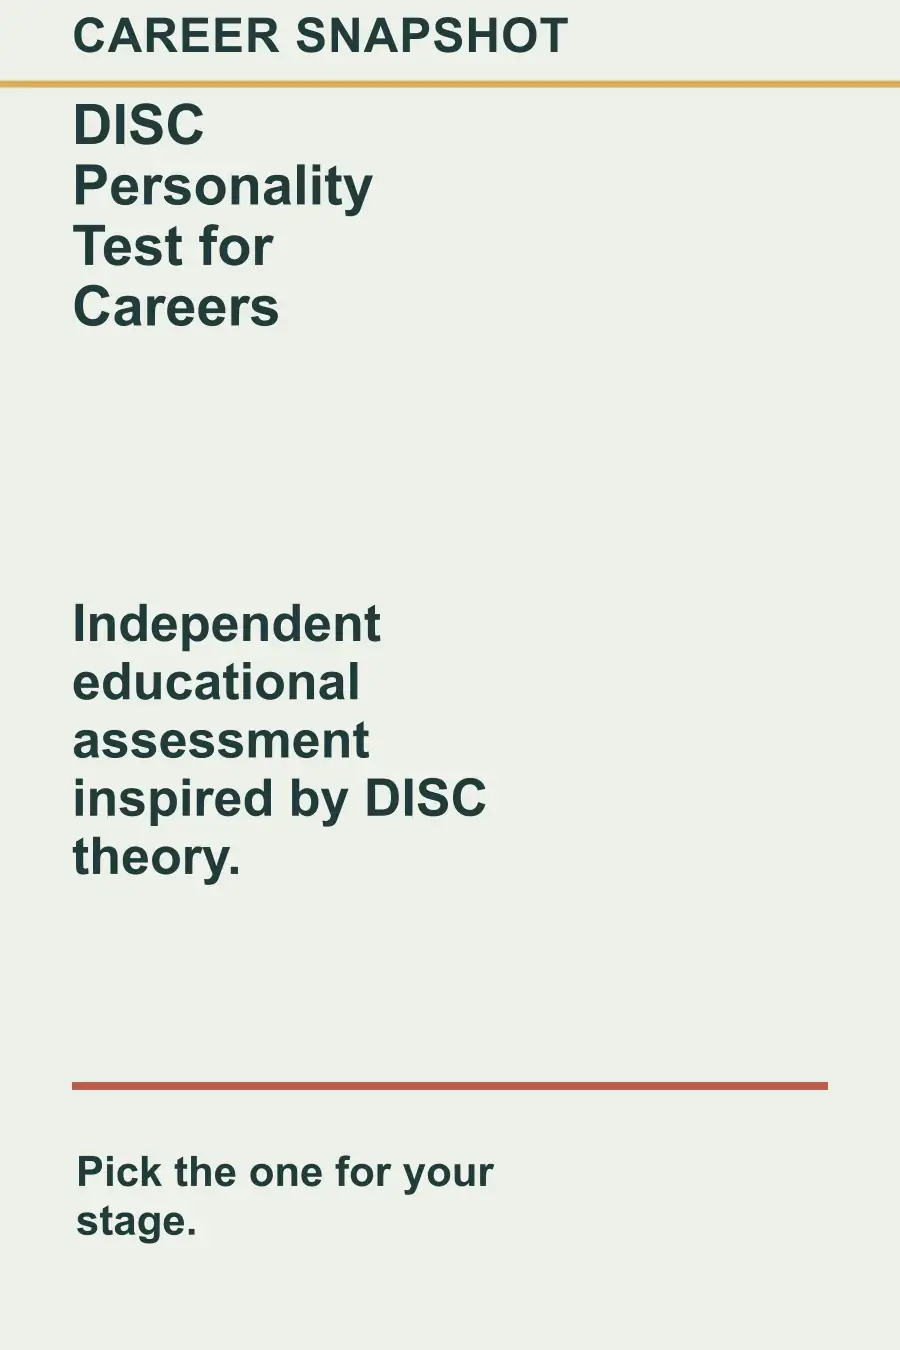 CAREER SNAPSHOT
DISC
Personality
Test for
Careers
Independent
educational
assessment
inspired by DISC
theory.
Pick the one for your
stage.